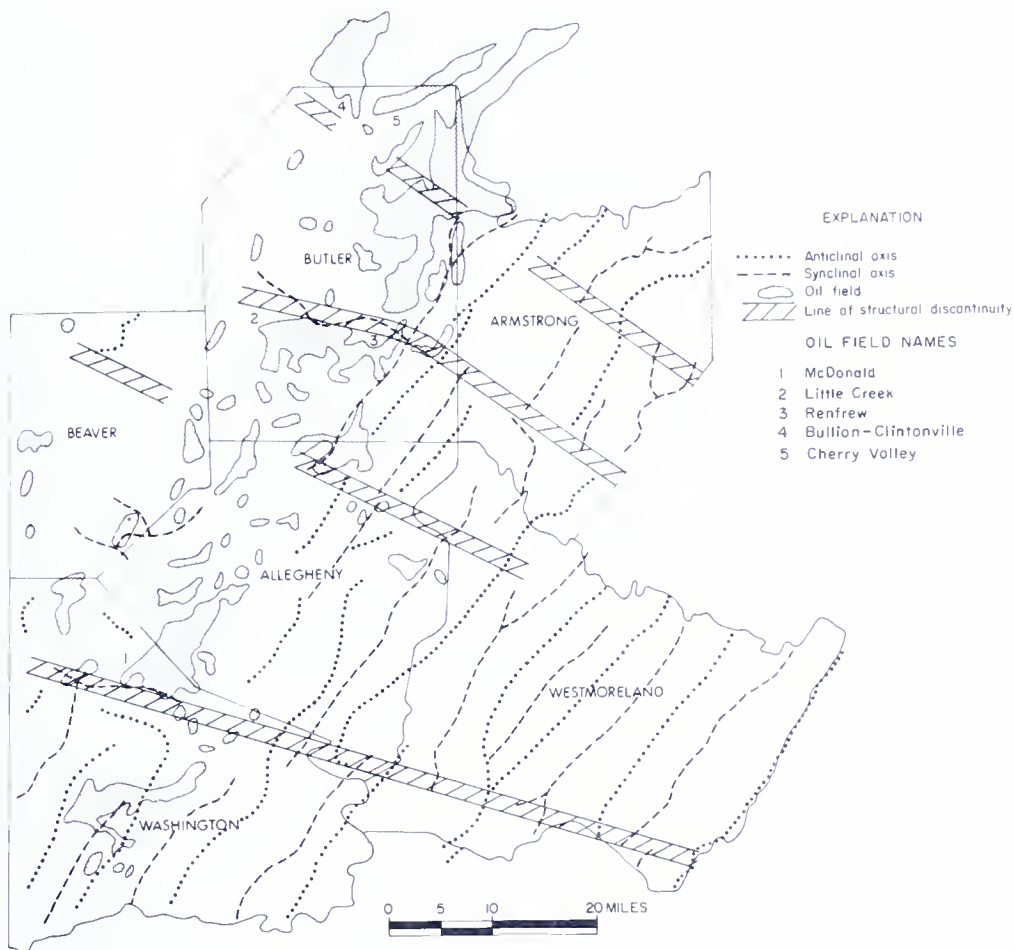 4
5
BUTLER
EXPLANATION
Anticlinal axis
Synclinal axis
Oil field
Line of structural discontinuity
2
3
ARMSTRONG
OIL FIELD NAMES
1 McDonald
2 Little Creek
3 Renfrew
4 Bullion-Clintonville
5 Cherry Volley
BEAVER
ALLEGHENY
1
WESTMORELAND
WASHINGTON
0 5 10 20 MILES